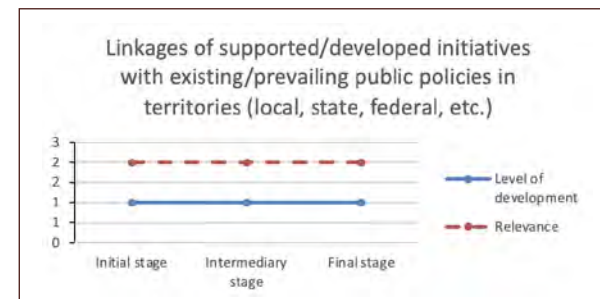 Linkages of supported/developed initiatives
with existing/prevailing public policies in
territories (local, state, federal, etc.)
3
2
2
1
1
0
Initial stage
Intermediary
stage
Final stage
Level of
development
Relevance